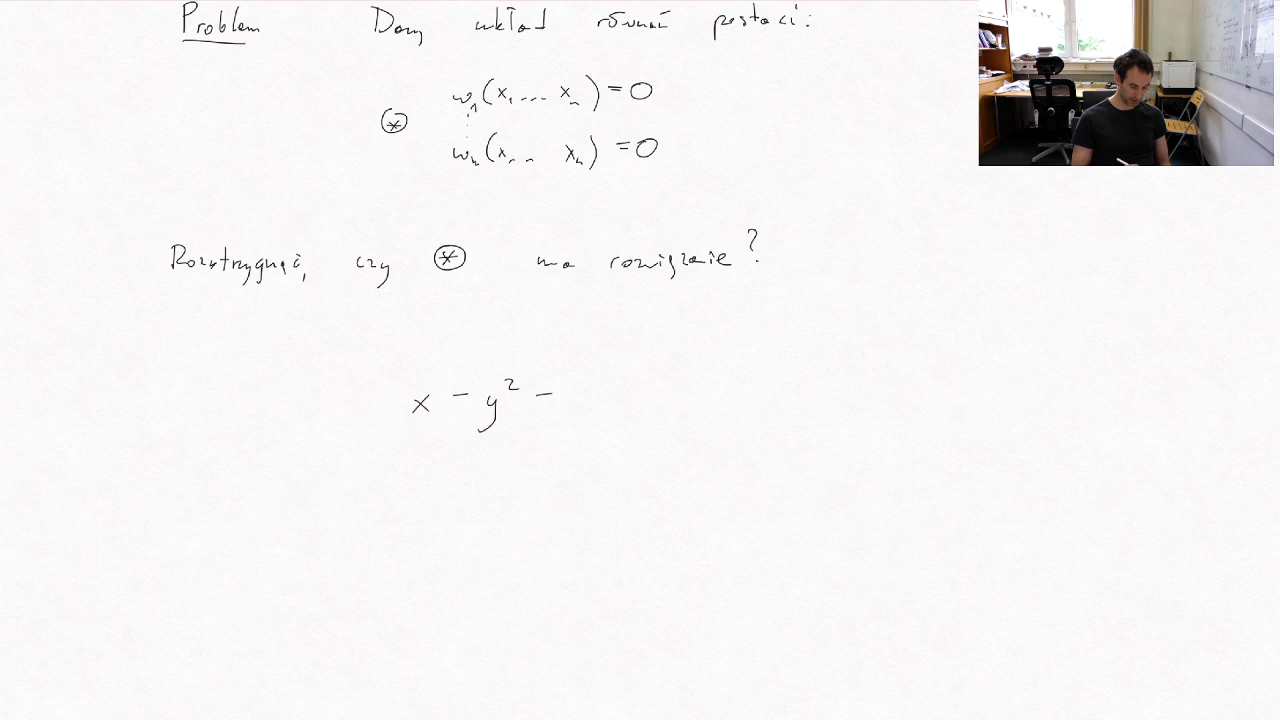 Problem Dany układ równań postaci:
w₁(x₁ ... xₙ) = 0
⊛ ⋮
wₖ(x₁ .. xₙ) = 0
Rozstrzygnąć, czy ⊛ ma rozwiązanie?
x - y² -